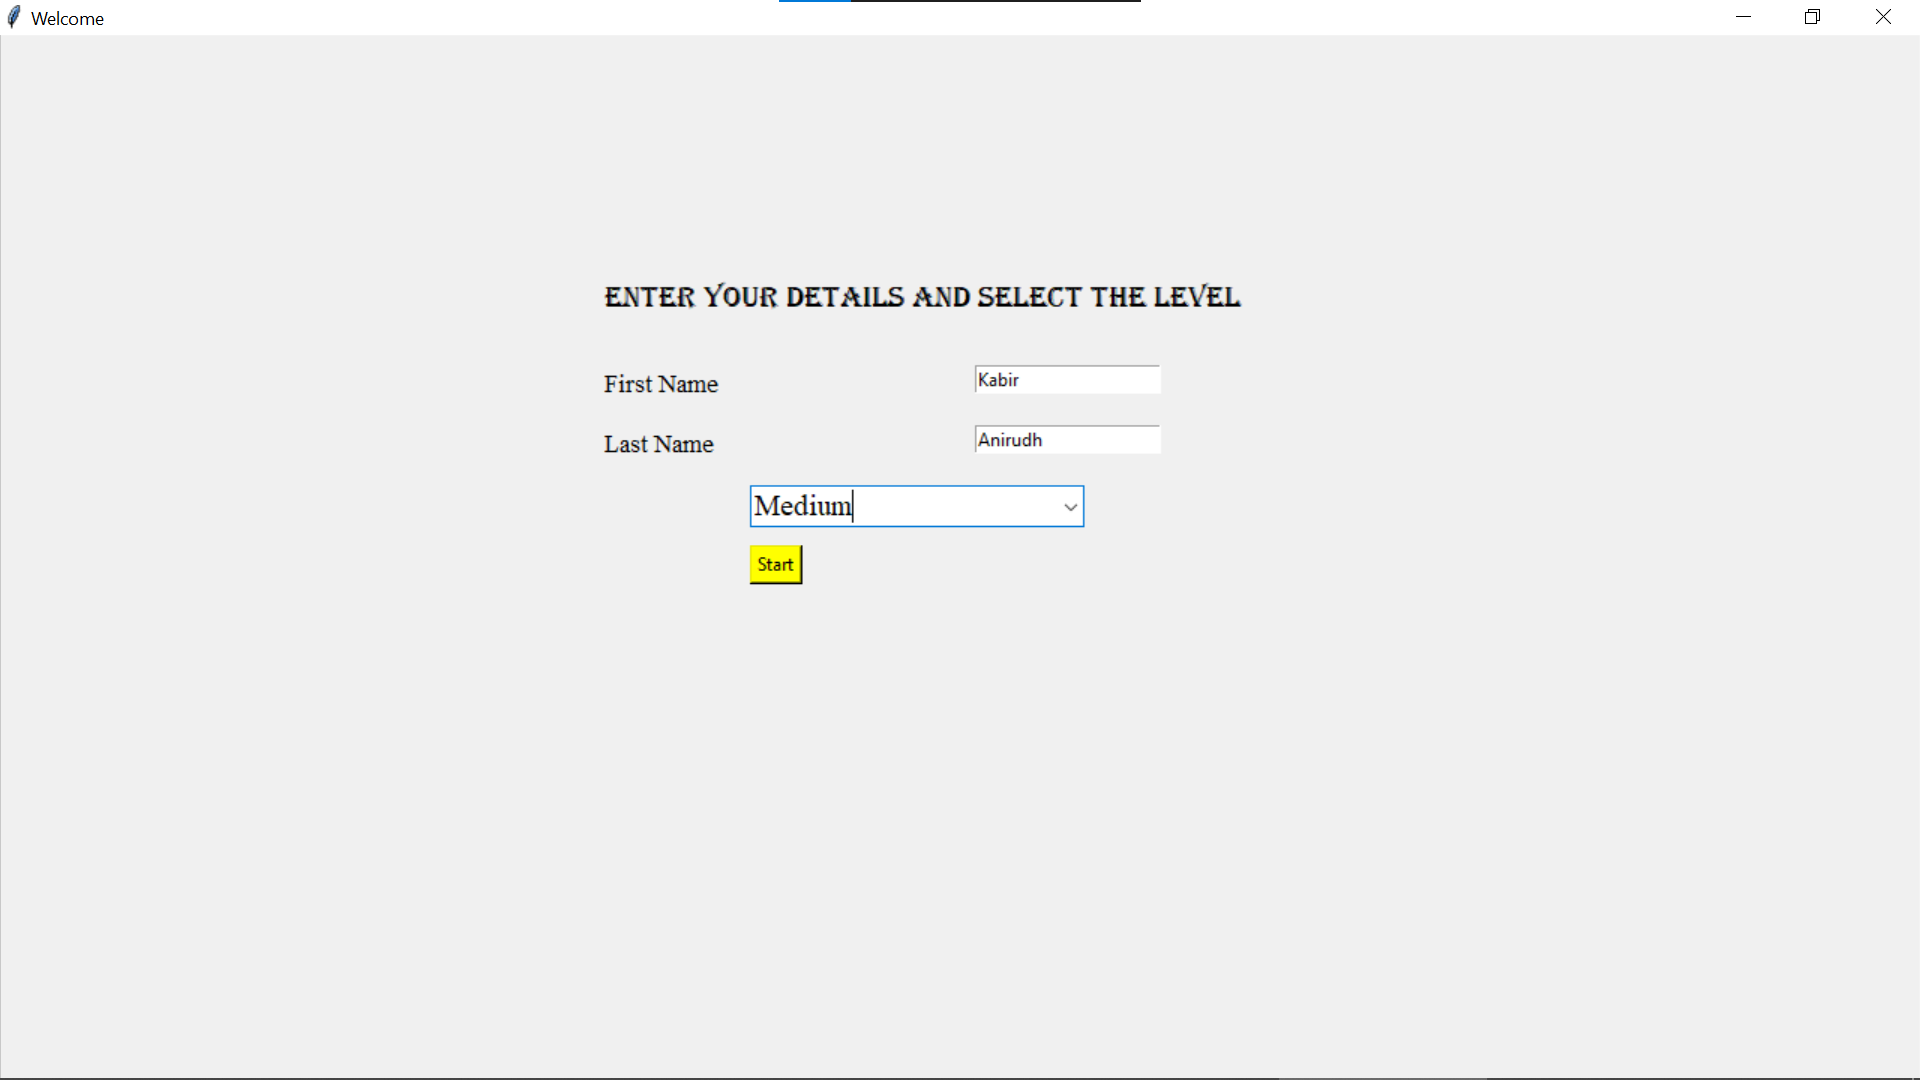 Welcome
ENTER YOUR DETAILS AND SELECT THE LEVEL
First Name Kabir
Last Name Anirudh
Medium
Start